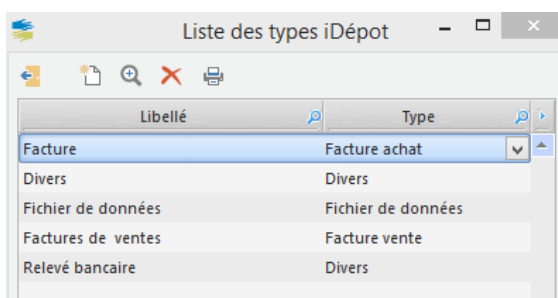 Liste des types iDépot
Libellé Type
Facture Facture achat
Divers Divers
Fichier de données Fichier de données
Factures de ventes Facture vente
Relevé bancaire Divers